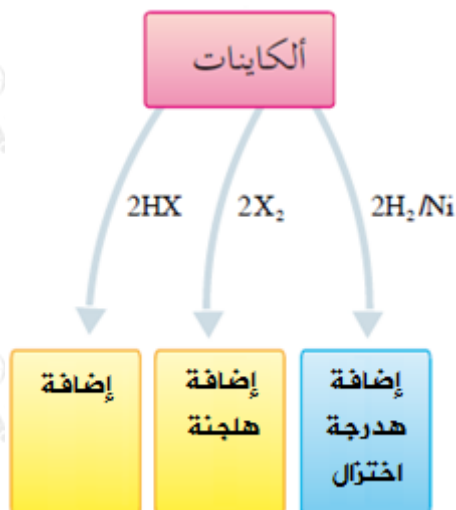 ألكاينات
2H₂/Ni
2X₂
2HX
إضافة
هدرجة
اختزال
إضافة
هلجنة
إضافة